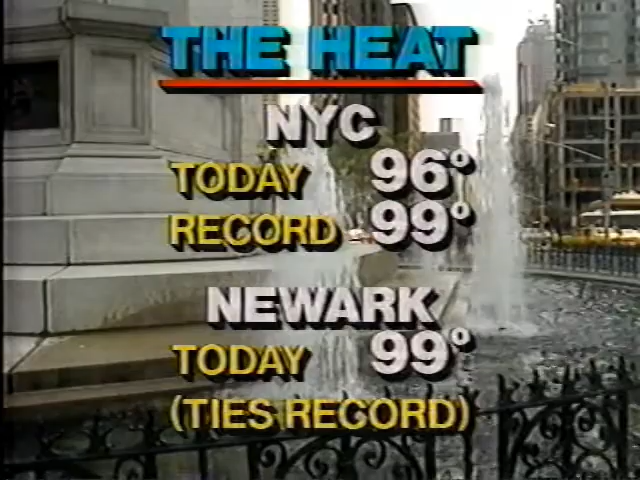 THE HEAT
NYC
TODAY 96°
RECORD 99°
NEWARK
TODAY 99°
(TIES RECORD)